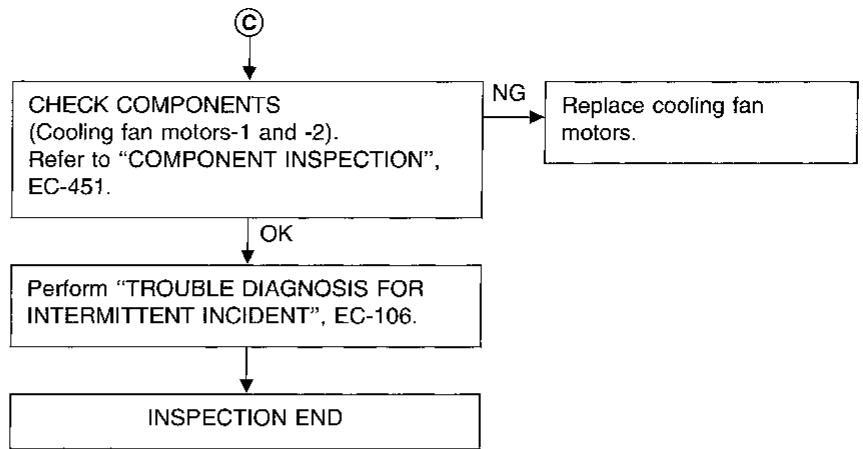 C
CHECK COMPONENTS
(Cooling fan motors-1 and -2).
Refer to “COMPONENT INSPECTION”,
EC-451.
NG
Replace cooling fan
motors.
OK
Perform “TROUBLE DIAGNOSIS FOR
INTERMITTENT INCIDENT”, EC-106.
INSPECTION END